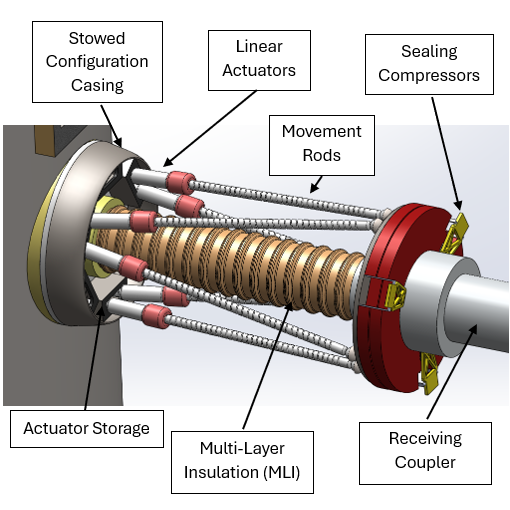 Stowed
Configuration
Casing
Linear
Actuators
Sealing
Compressors
Movement
Rods
Actuator Storage
Multi-Layer
Insulation (MLI)
Receiving
Coupler